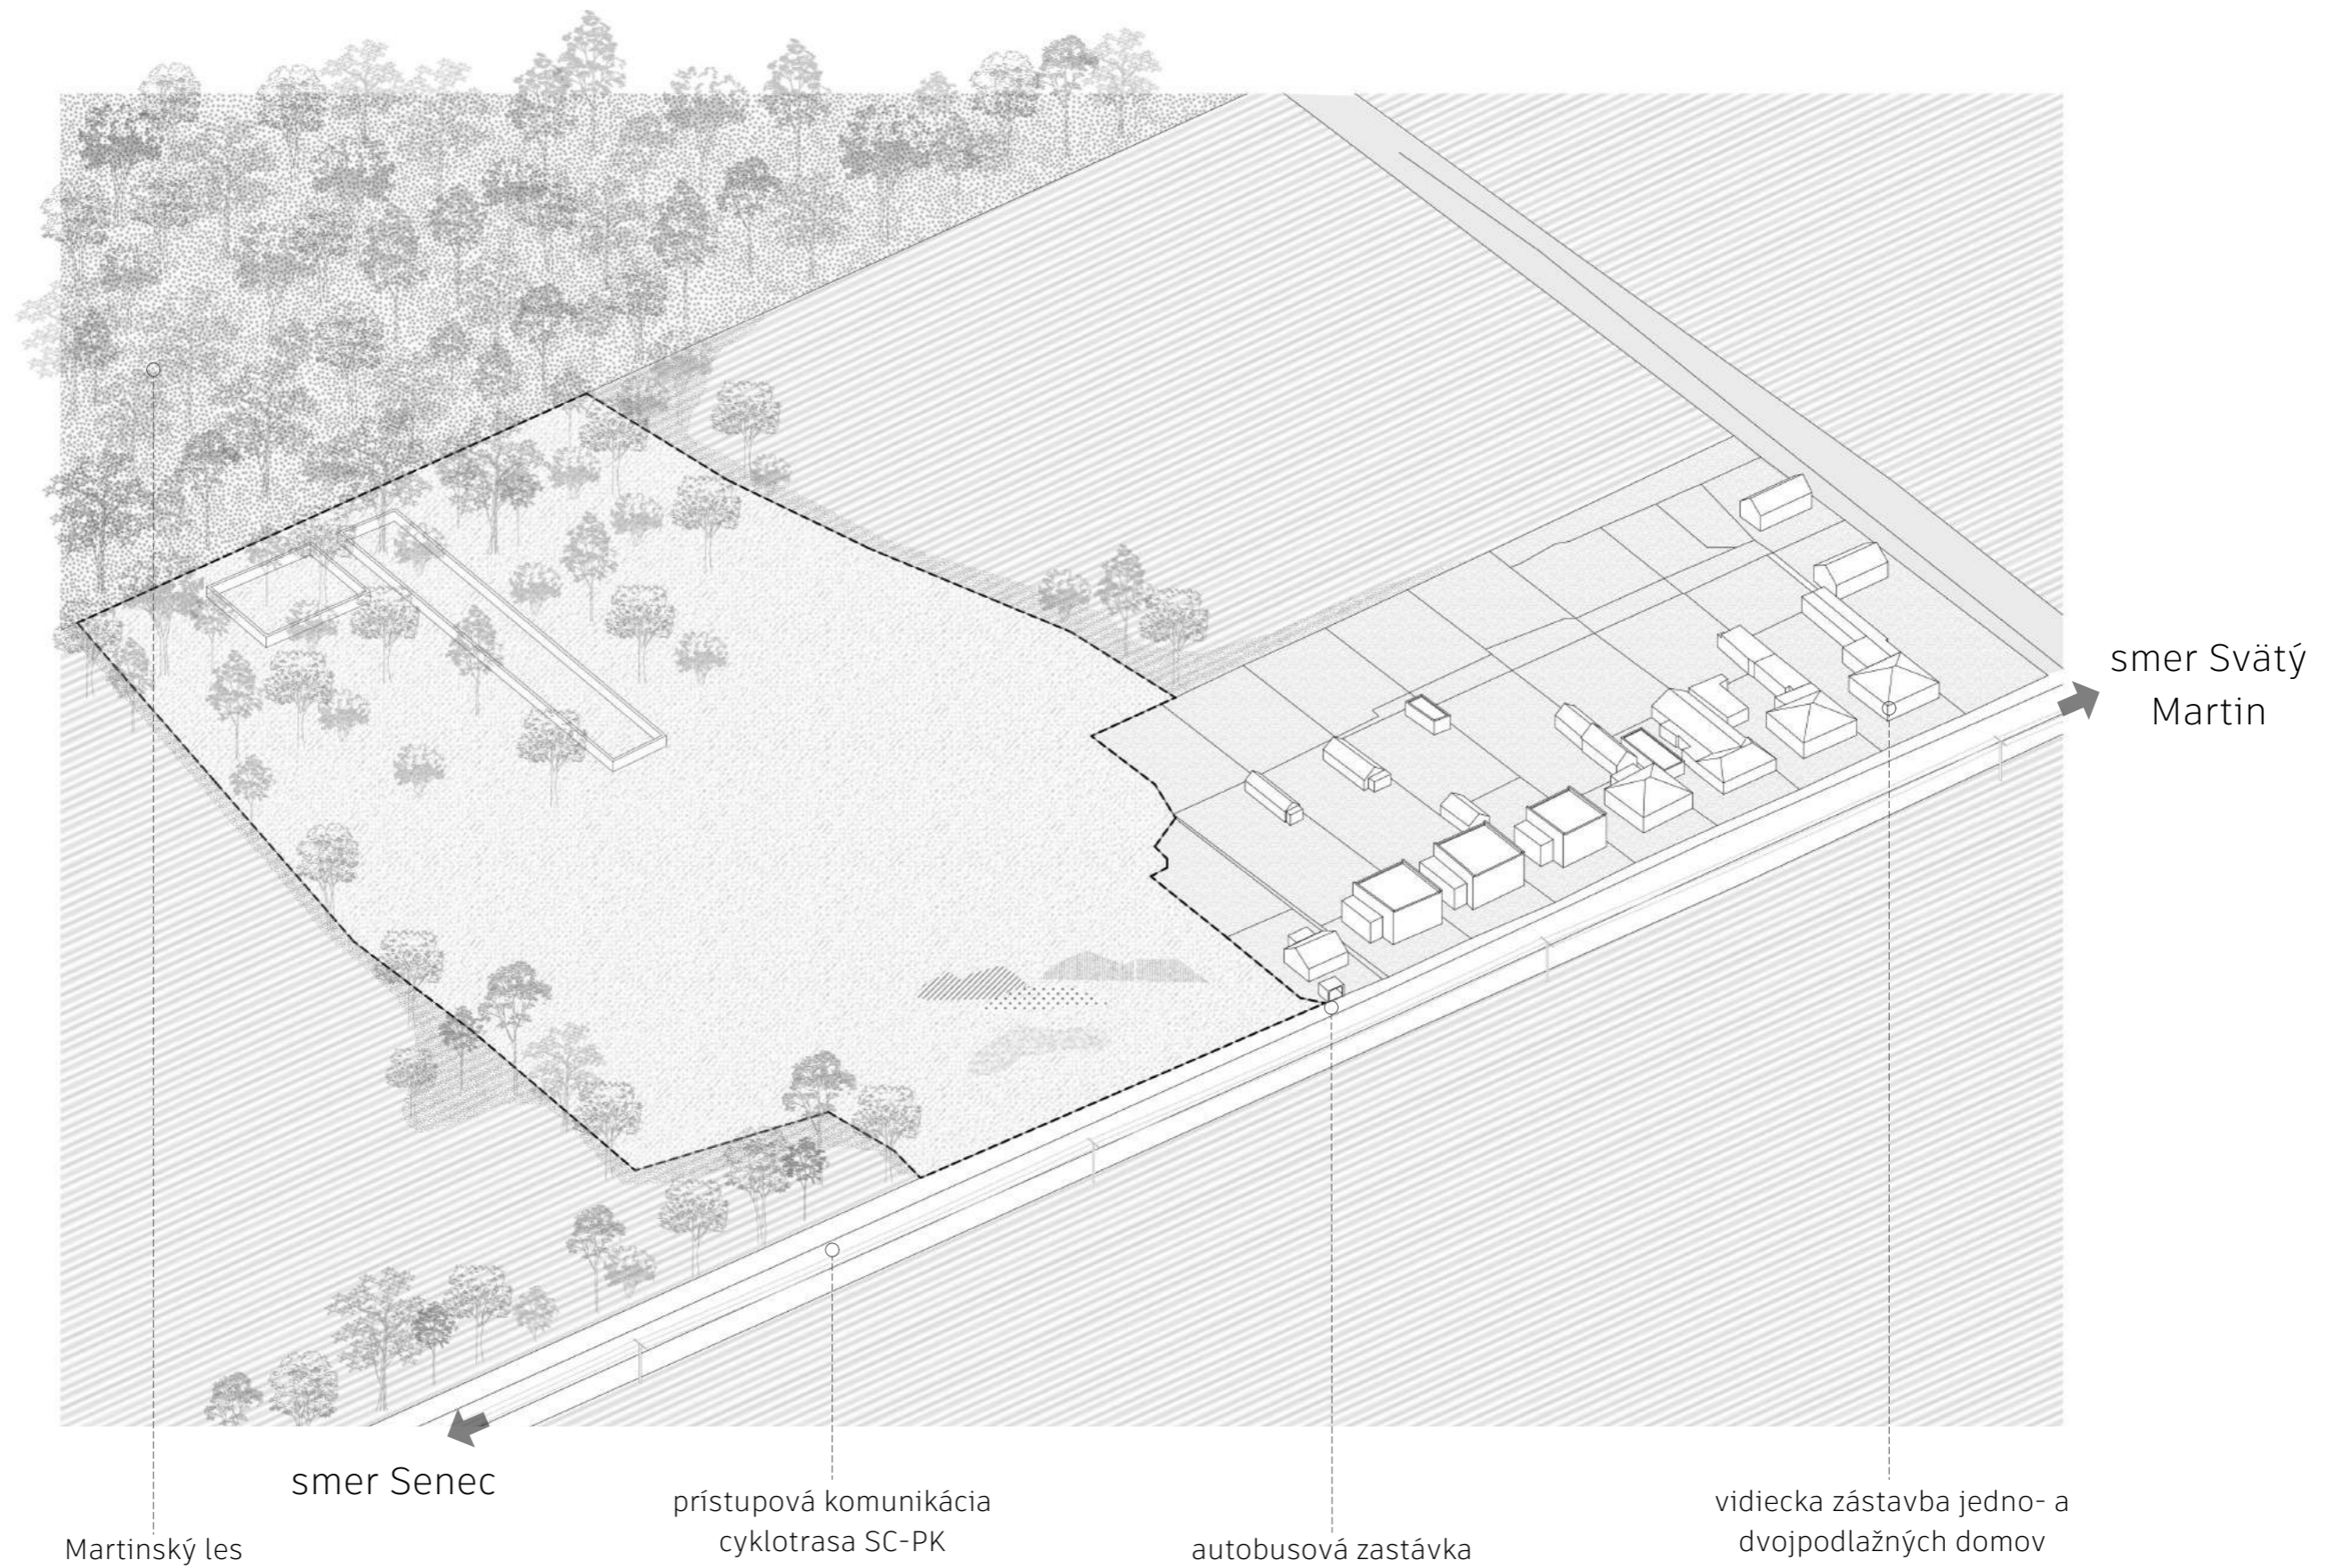 smer Svätý
Martin
smer Senec
Martinský les
prístupová komunikácia
cyklotrasa SC-PK
autobusová zastávka
vidiecka zástavba jedno- a
dvojpodlažných domov